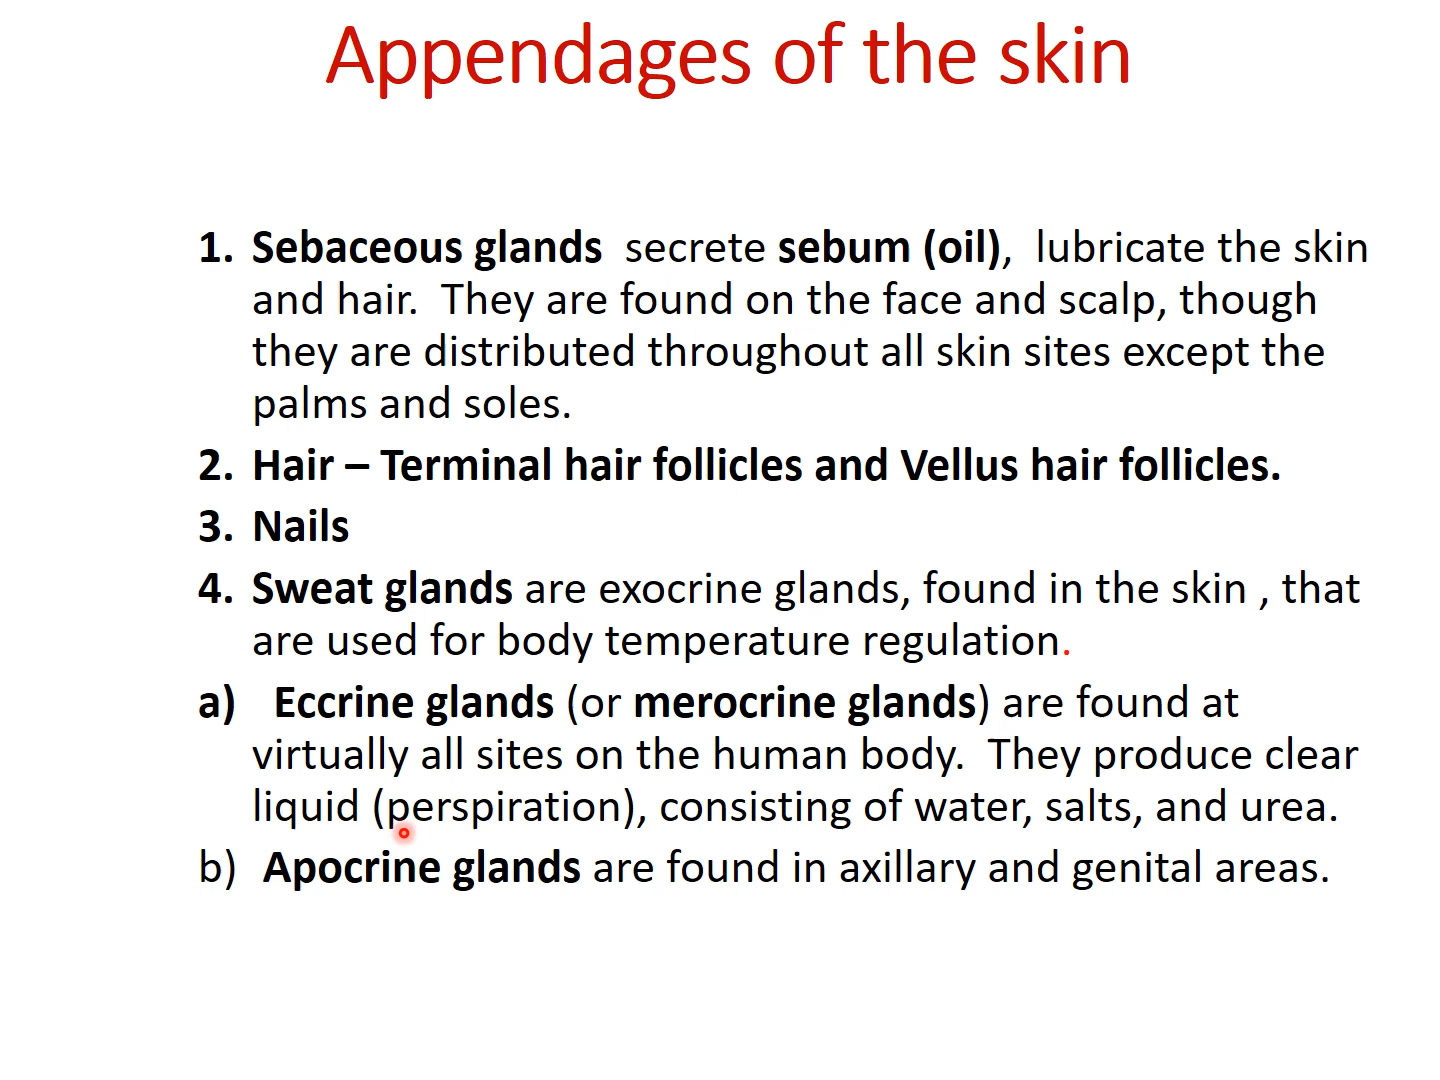 Appendages of the skin
1. Sebaceous glands  secrete sebum (oil),  lubricate the skin
and hair.  They are found on the face and scalp, though
they are distributed throughout all skin sites except the
palms and soles.
2. Hair – Terminal hair follicles and Vellus hair follicles.
3. Nails
4. Sweat glands are exocrine glands, found in the skin , that
are used for body temperature regulation.
a)  Eccrine glands (or merocrine glands) are found at
virtually all sites on the human body.  They produce clear
liquid (perspiration), consisting of water, salts, and urea.
b)  Apocrine glands are found in axillary and genital areas.